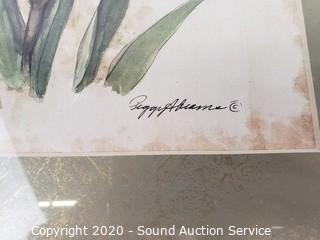 Peggy Abrams ©
Copyright 2020 - Sound Auction Service